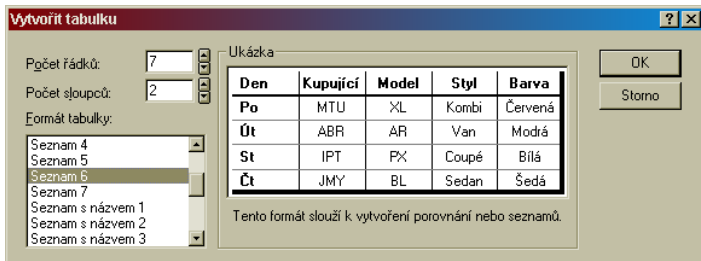 Vytvořit tabulku
Počet řádků: 7
Počet sloupců: 2
Formát tabulky:
Seznam 4
Seznam 5
Seznam 6
Seznam 7
Seznam s názvem 1
Seznam s názvem 2
Seznam s názvem 3
Ukázka
Den Kupující Model Styl Barva
Po MTU XL Kombi Červená
Út ABR AR Van Modrá
St IPT PX Coupé Bílá
Čt JMY BL Sedan Šedá
Tento formát slouží k vytvoření porovnání nebo seznamů.
OK
Storno